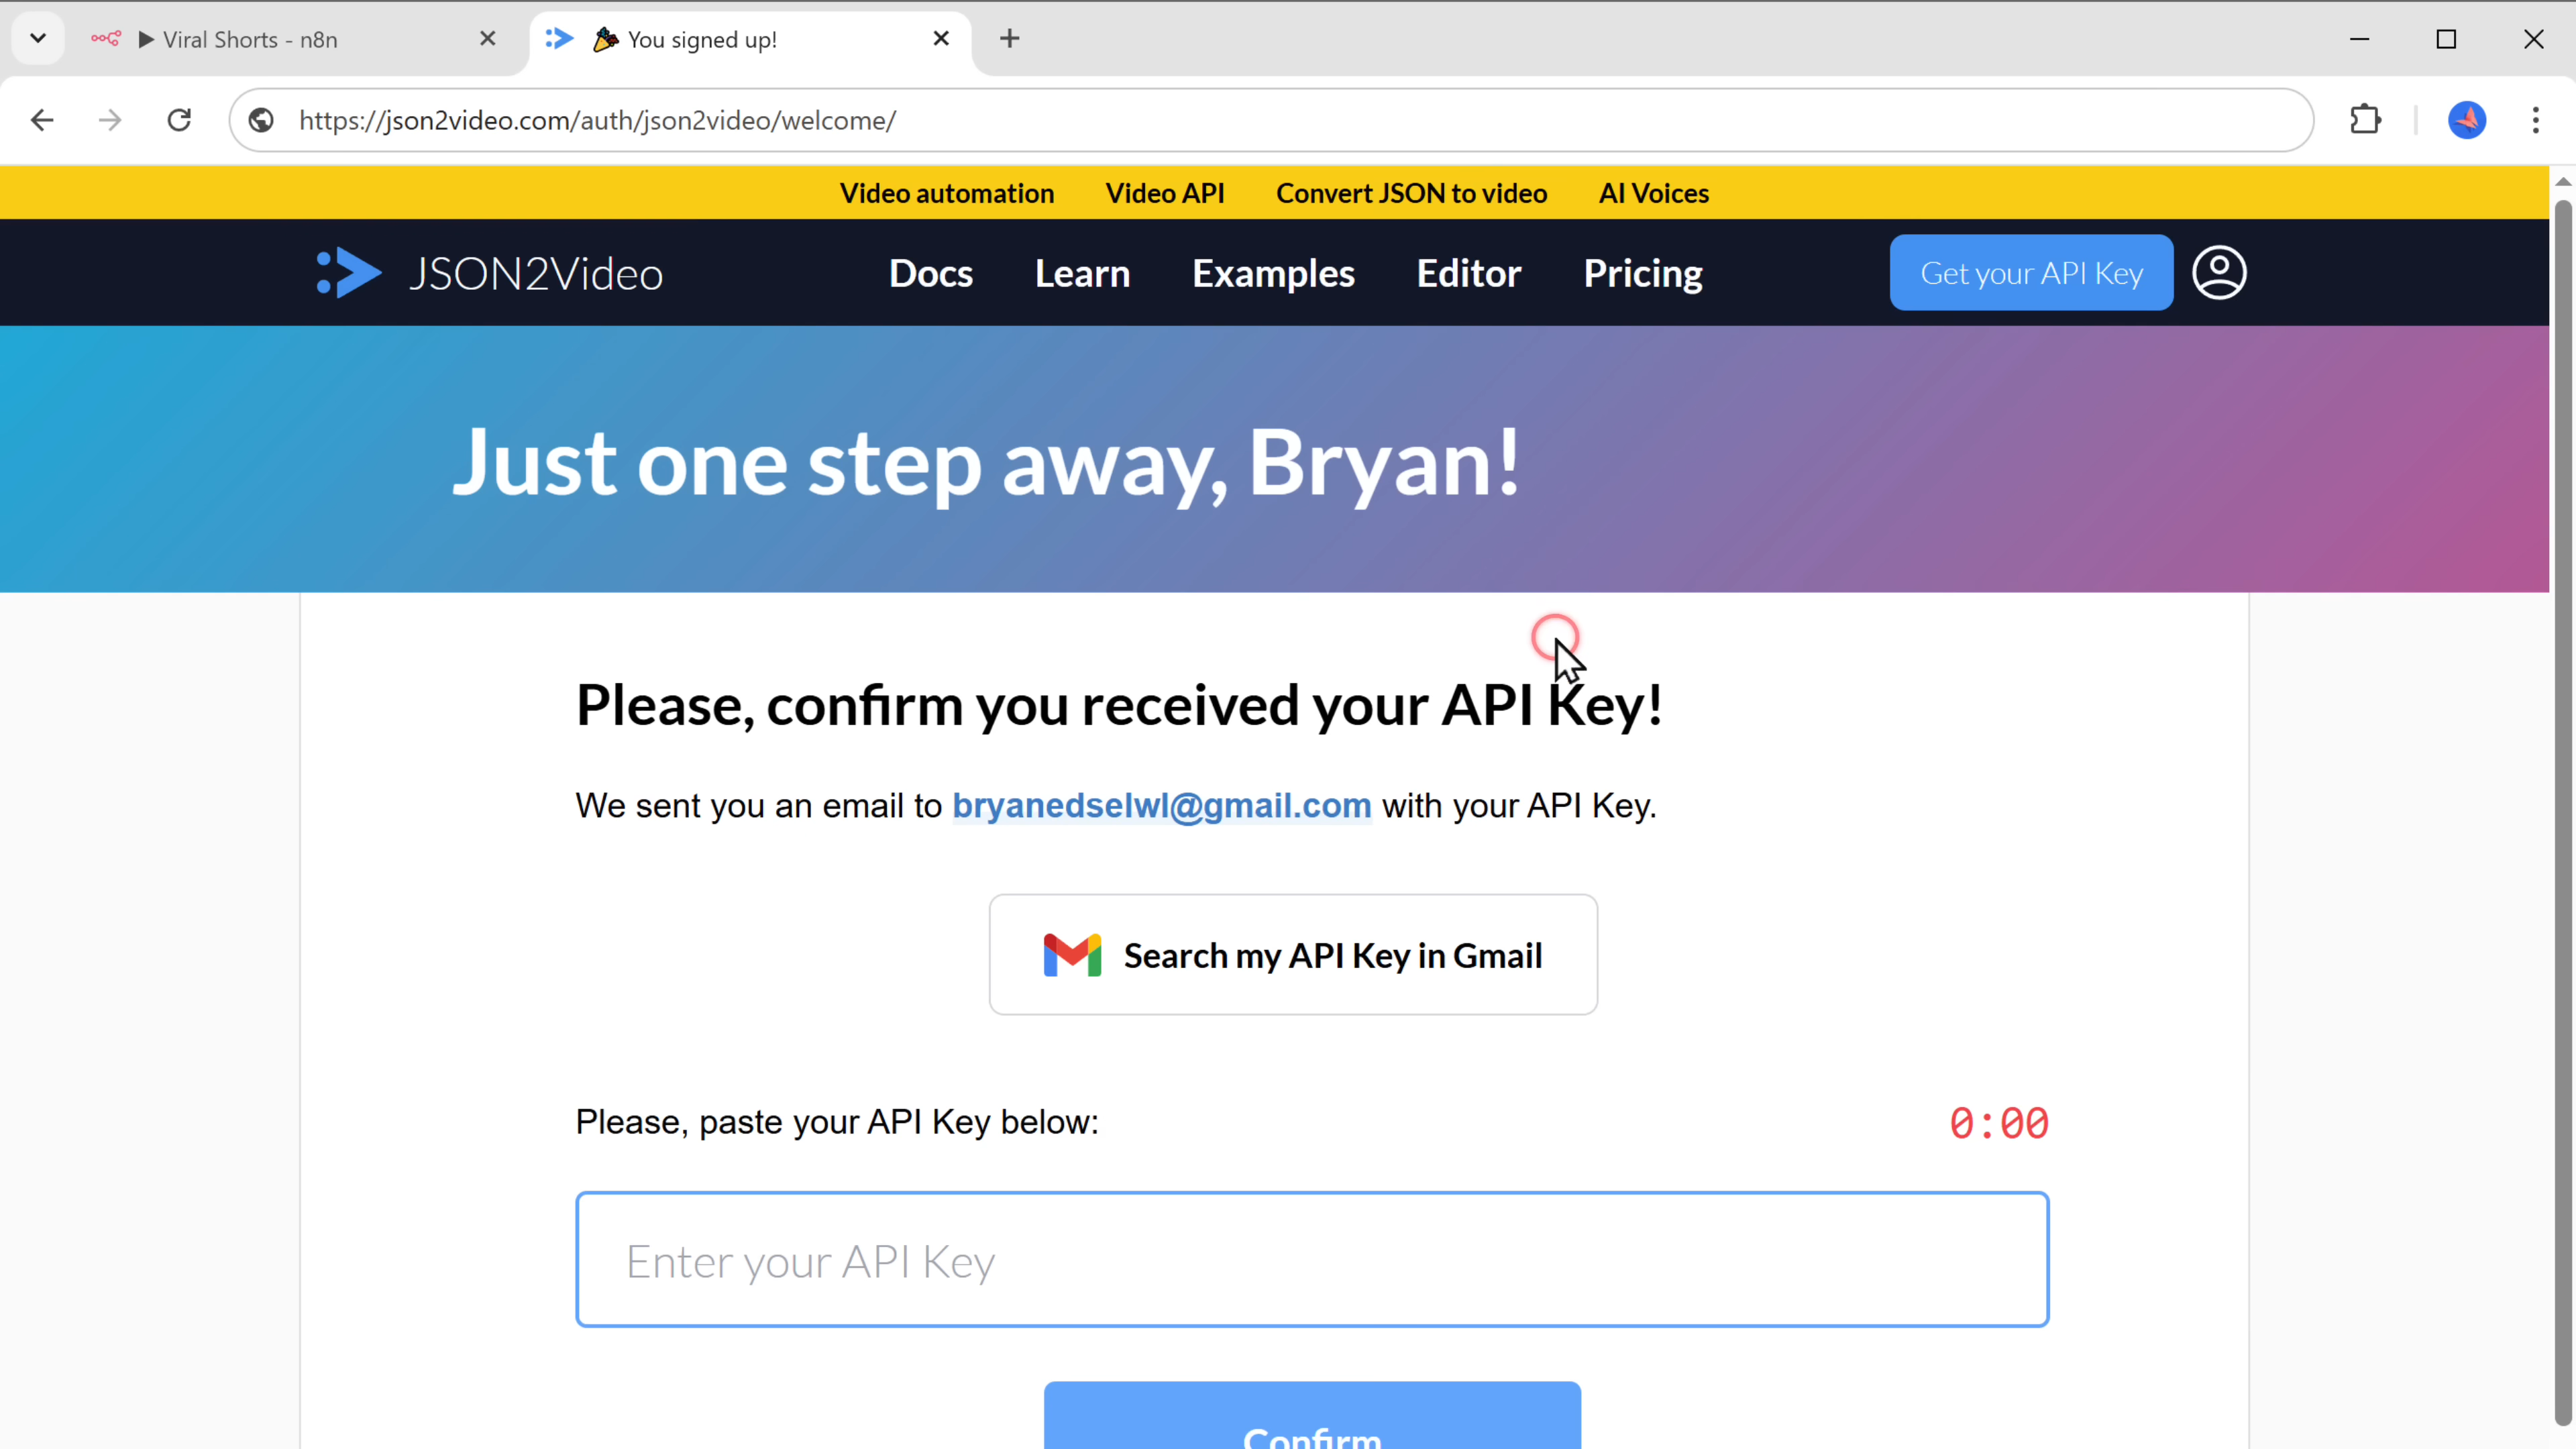 Viral Shorts - n8n
You signed up!
https://json2video.com/auth/json2video/welcome/
Video automation Video API Convert JSON to video AI Voices
JSON2Video Docs Learn Examples Editor Pricing Get your API Key
Just one step away, Bryan!
Please, confirm you received your API Key!
We sent you an email to bryanedselwl@gmail.com with your API Key.
Search my API Key in Gmail
Please, paste your API Key below: 0:00
Enter your API Key
Confirm